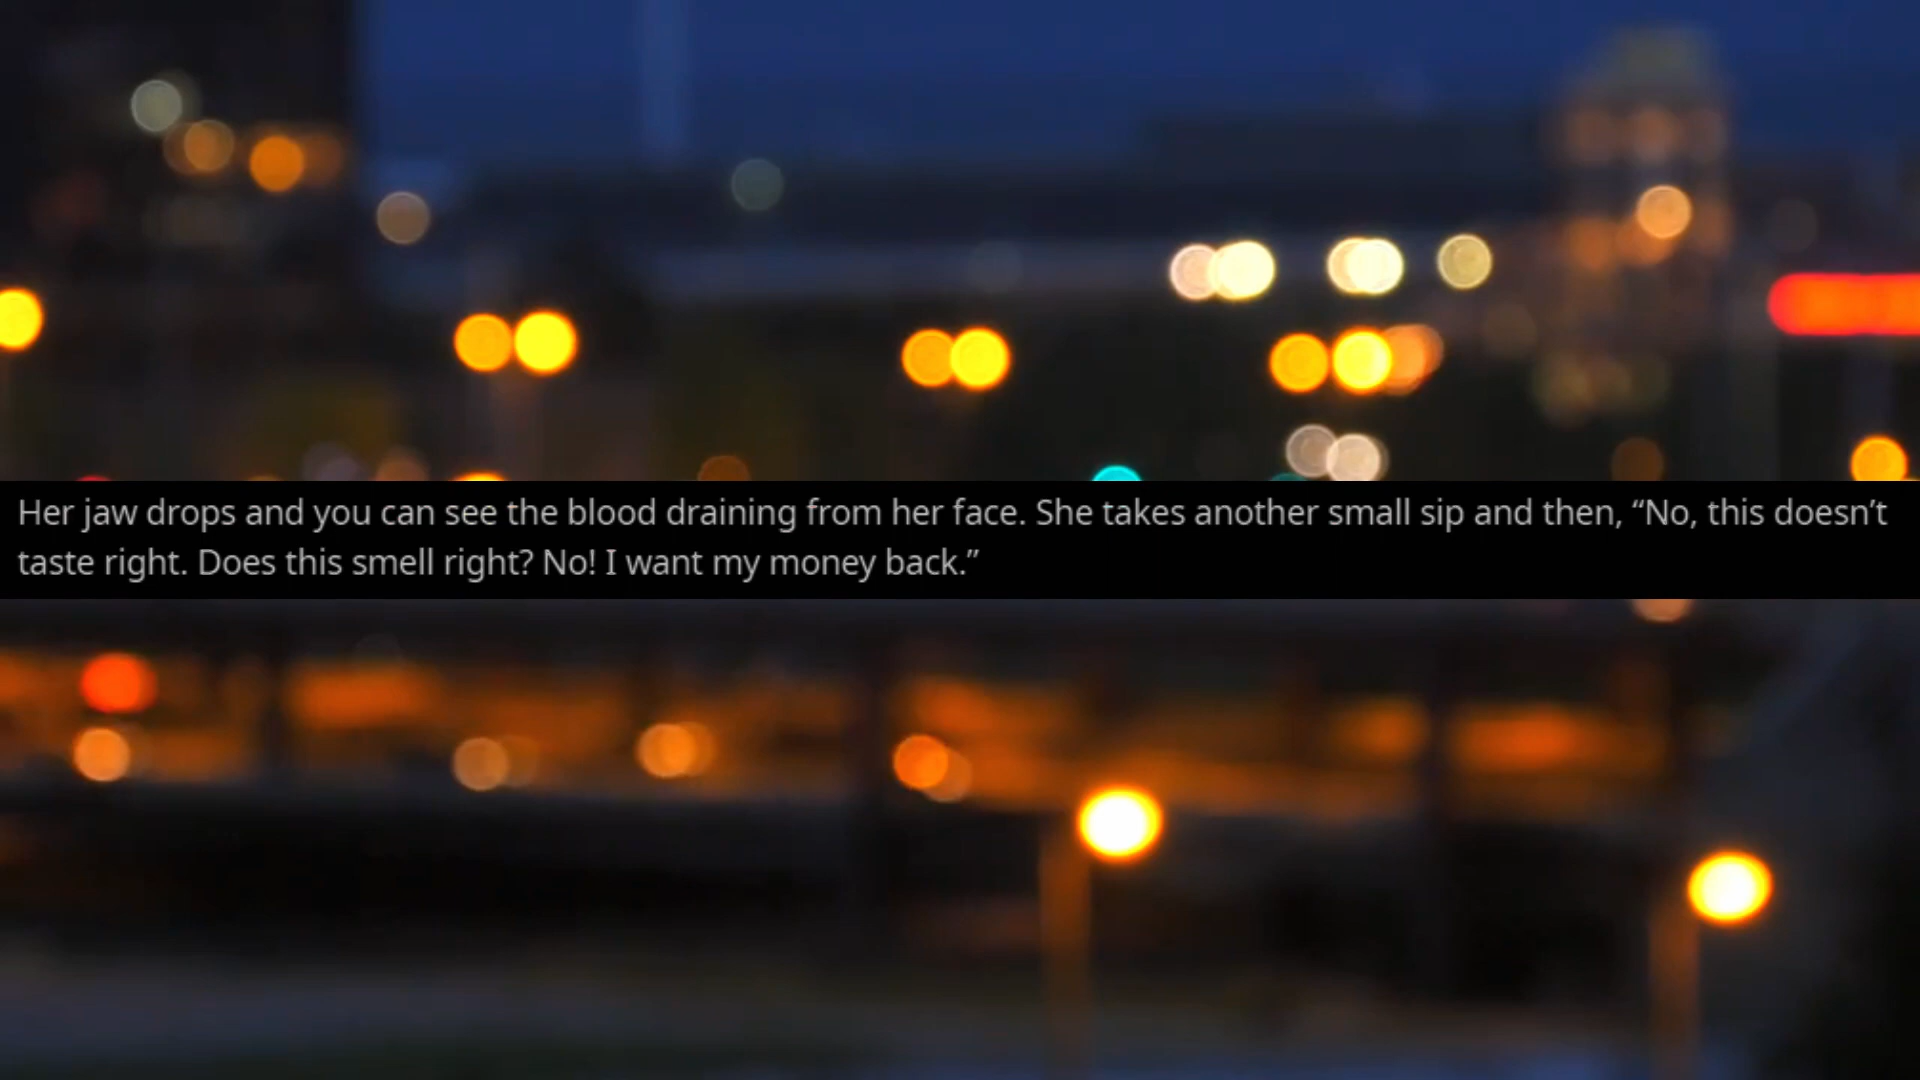 Her jaw drops and you can see the blood draining from her face. She takes another small sip and then, “No, this doesn’t
taste right. Does this smell right? No! I want my money back.”